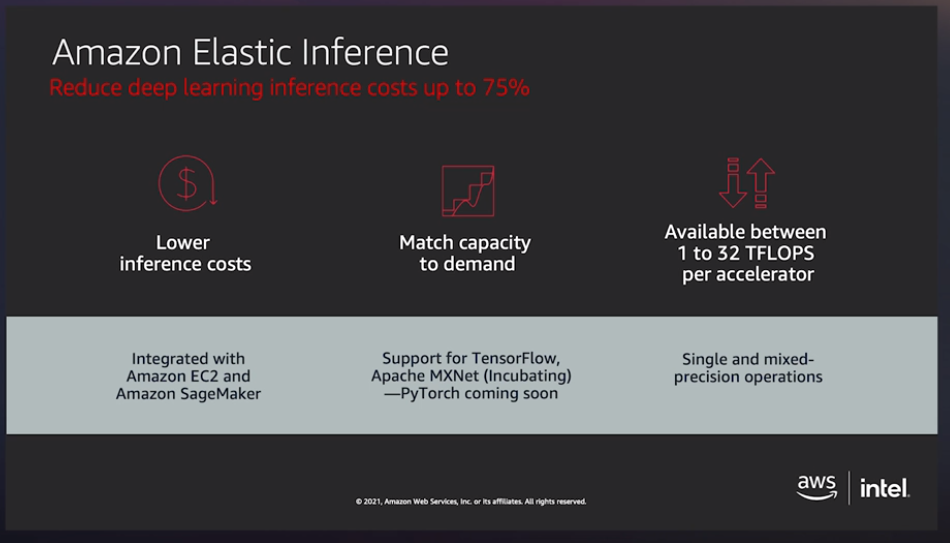 Amazon Elastic Inference
Reduce deep learning inference costs up to 75%
$
Lower
inference costs
Match capacity
to demand
Available between
1 to 32 TFLOPS
per accelerator
Integrated with
Amazon EC2 and
Amazon SageMaker
Support for TensorFlow,
Apache MXNet (Incubating)
—PyTorch coming soon
Single and mixed-
precision operations
© 2021, Amazon Web Services, Inc. or its affiliates. All rights reserved.
aws
intel.